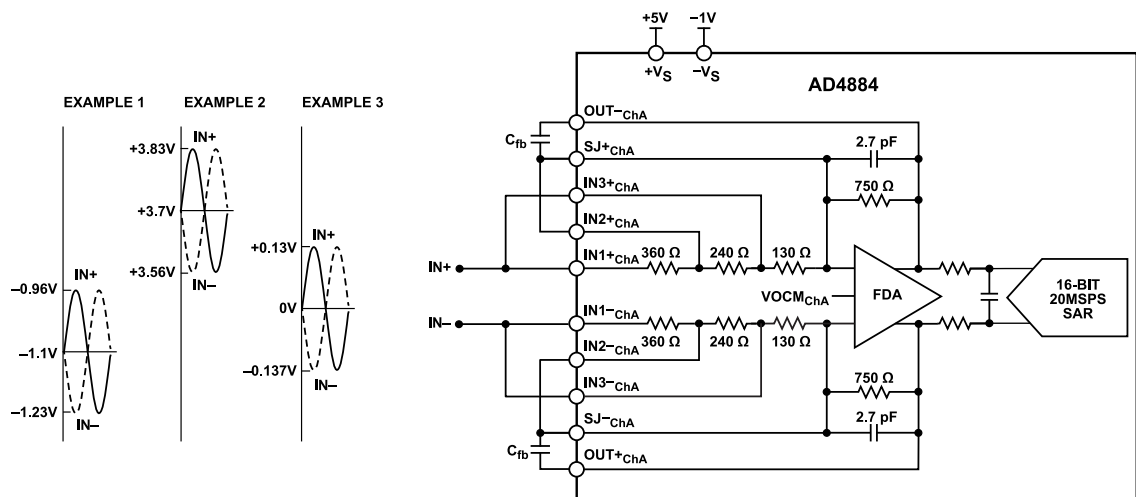 +5V
−1V
+VS
−VS
AD4884
EXAMPLE 1
EXAMPLE 2
EXAMPLE 3
IN+
+3.83V
+3.7V
+3.56V
IN−
IN+
+0.13V
0V
−0.137V
IN−
IN+
−0.96V
−1.1V
−1.23V
IN−
OUT−ChA
Cfb
SJ+ChA
2.7 pF
IN3+ChA
750 Ω
IN2+ChA
IN+
IN1+ChA
360 Ω
240 Ω
130 Ω
VOCMChA
FDA
16-BIT
20MSPS
SAR
IN−
IN1−ChA
360 Ω
240 Ω
130 Ω
IN2−ChA
IN3−ChA
750 Ω
SJ−ChA
2.7 pF
Cfb
OUT+ChA